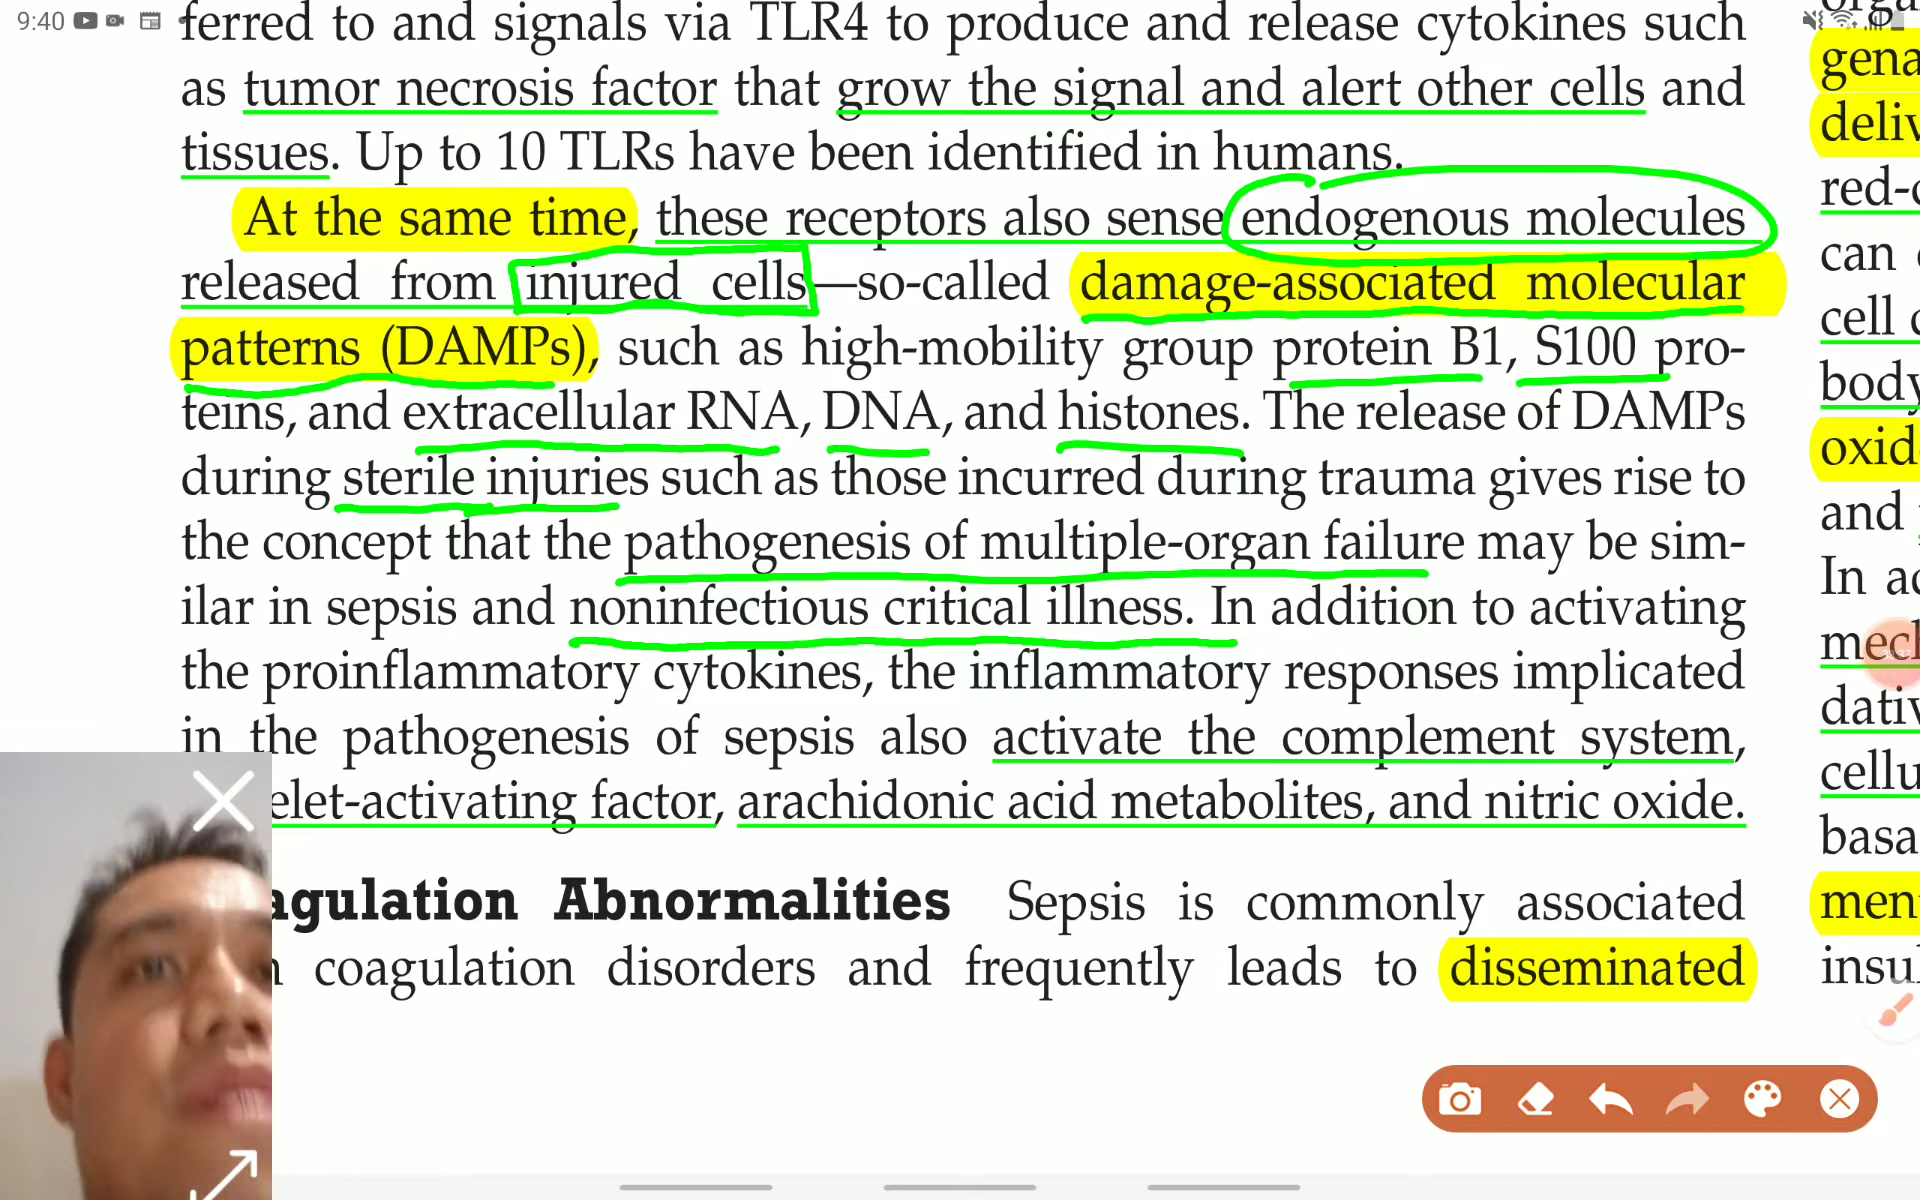 9:40
ferred to and signals via TLR4 to produce and release cytokines such
as tumor necrosis factor that grow the signal and alert other cells and
tissues. Up to 10 TLRs have been identified in humans.
At the same time, these receptors also sense endogenous molecules
released from injured cells—so-called damage-associated molecular
patterns (DAMPs), such as high-mobility group protein B1, S100 pro-
teins, and extracellular RNA, DNA, and histones. The release of DAMPs
during sterile injuries such as those incurred during trauma gives rise to
the concept that the pathogenesis of multiple-organ failure may be sim-
ilar in sepsis and noninfectious critical illness. In addition to activating
the proinflammatory cytokines, the inflammatory responses implicated
in the pathogenesis of sepsis also activate the complement system,
elet-activating factor, arachidonic acid metabolites, and nitric oxide.
agulation Abnormalities Sepsis is commonly associated
coagulation disorders and frequently leads to disseminated
gena
deliv
red-c
can
cell c
body
oxid
and
In ac
mech
dativ
cellu
basa
men
insul